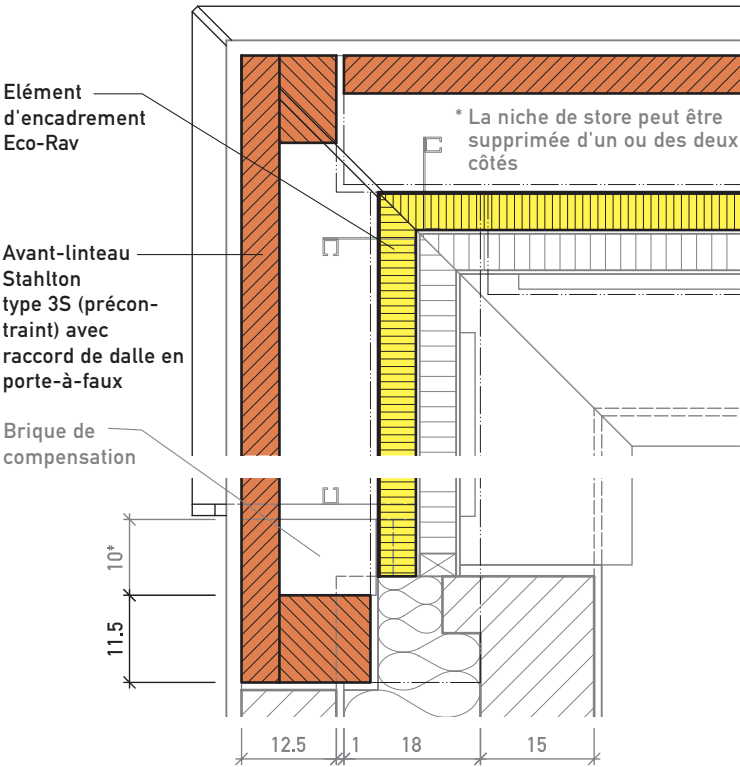 Elément
d'encadrement
Eco-Rav
* La niche de store peut être
supprimée d'un ou des deux
côtés
Avant-linteau
Stahlton
type 3S (précon-
traint) avec
raccord de dalle en
porte-à-faux
Brique de
compensation
10*
11.5
12.5
1
18
15